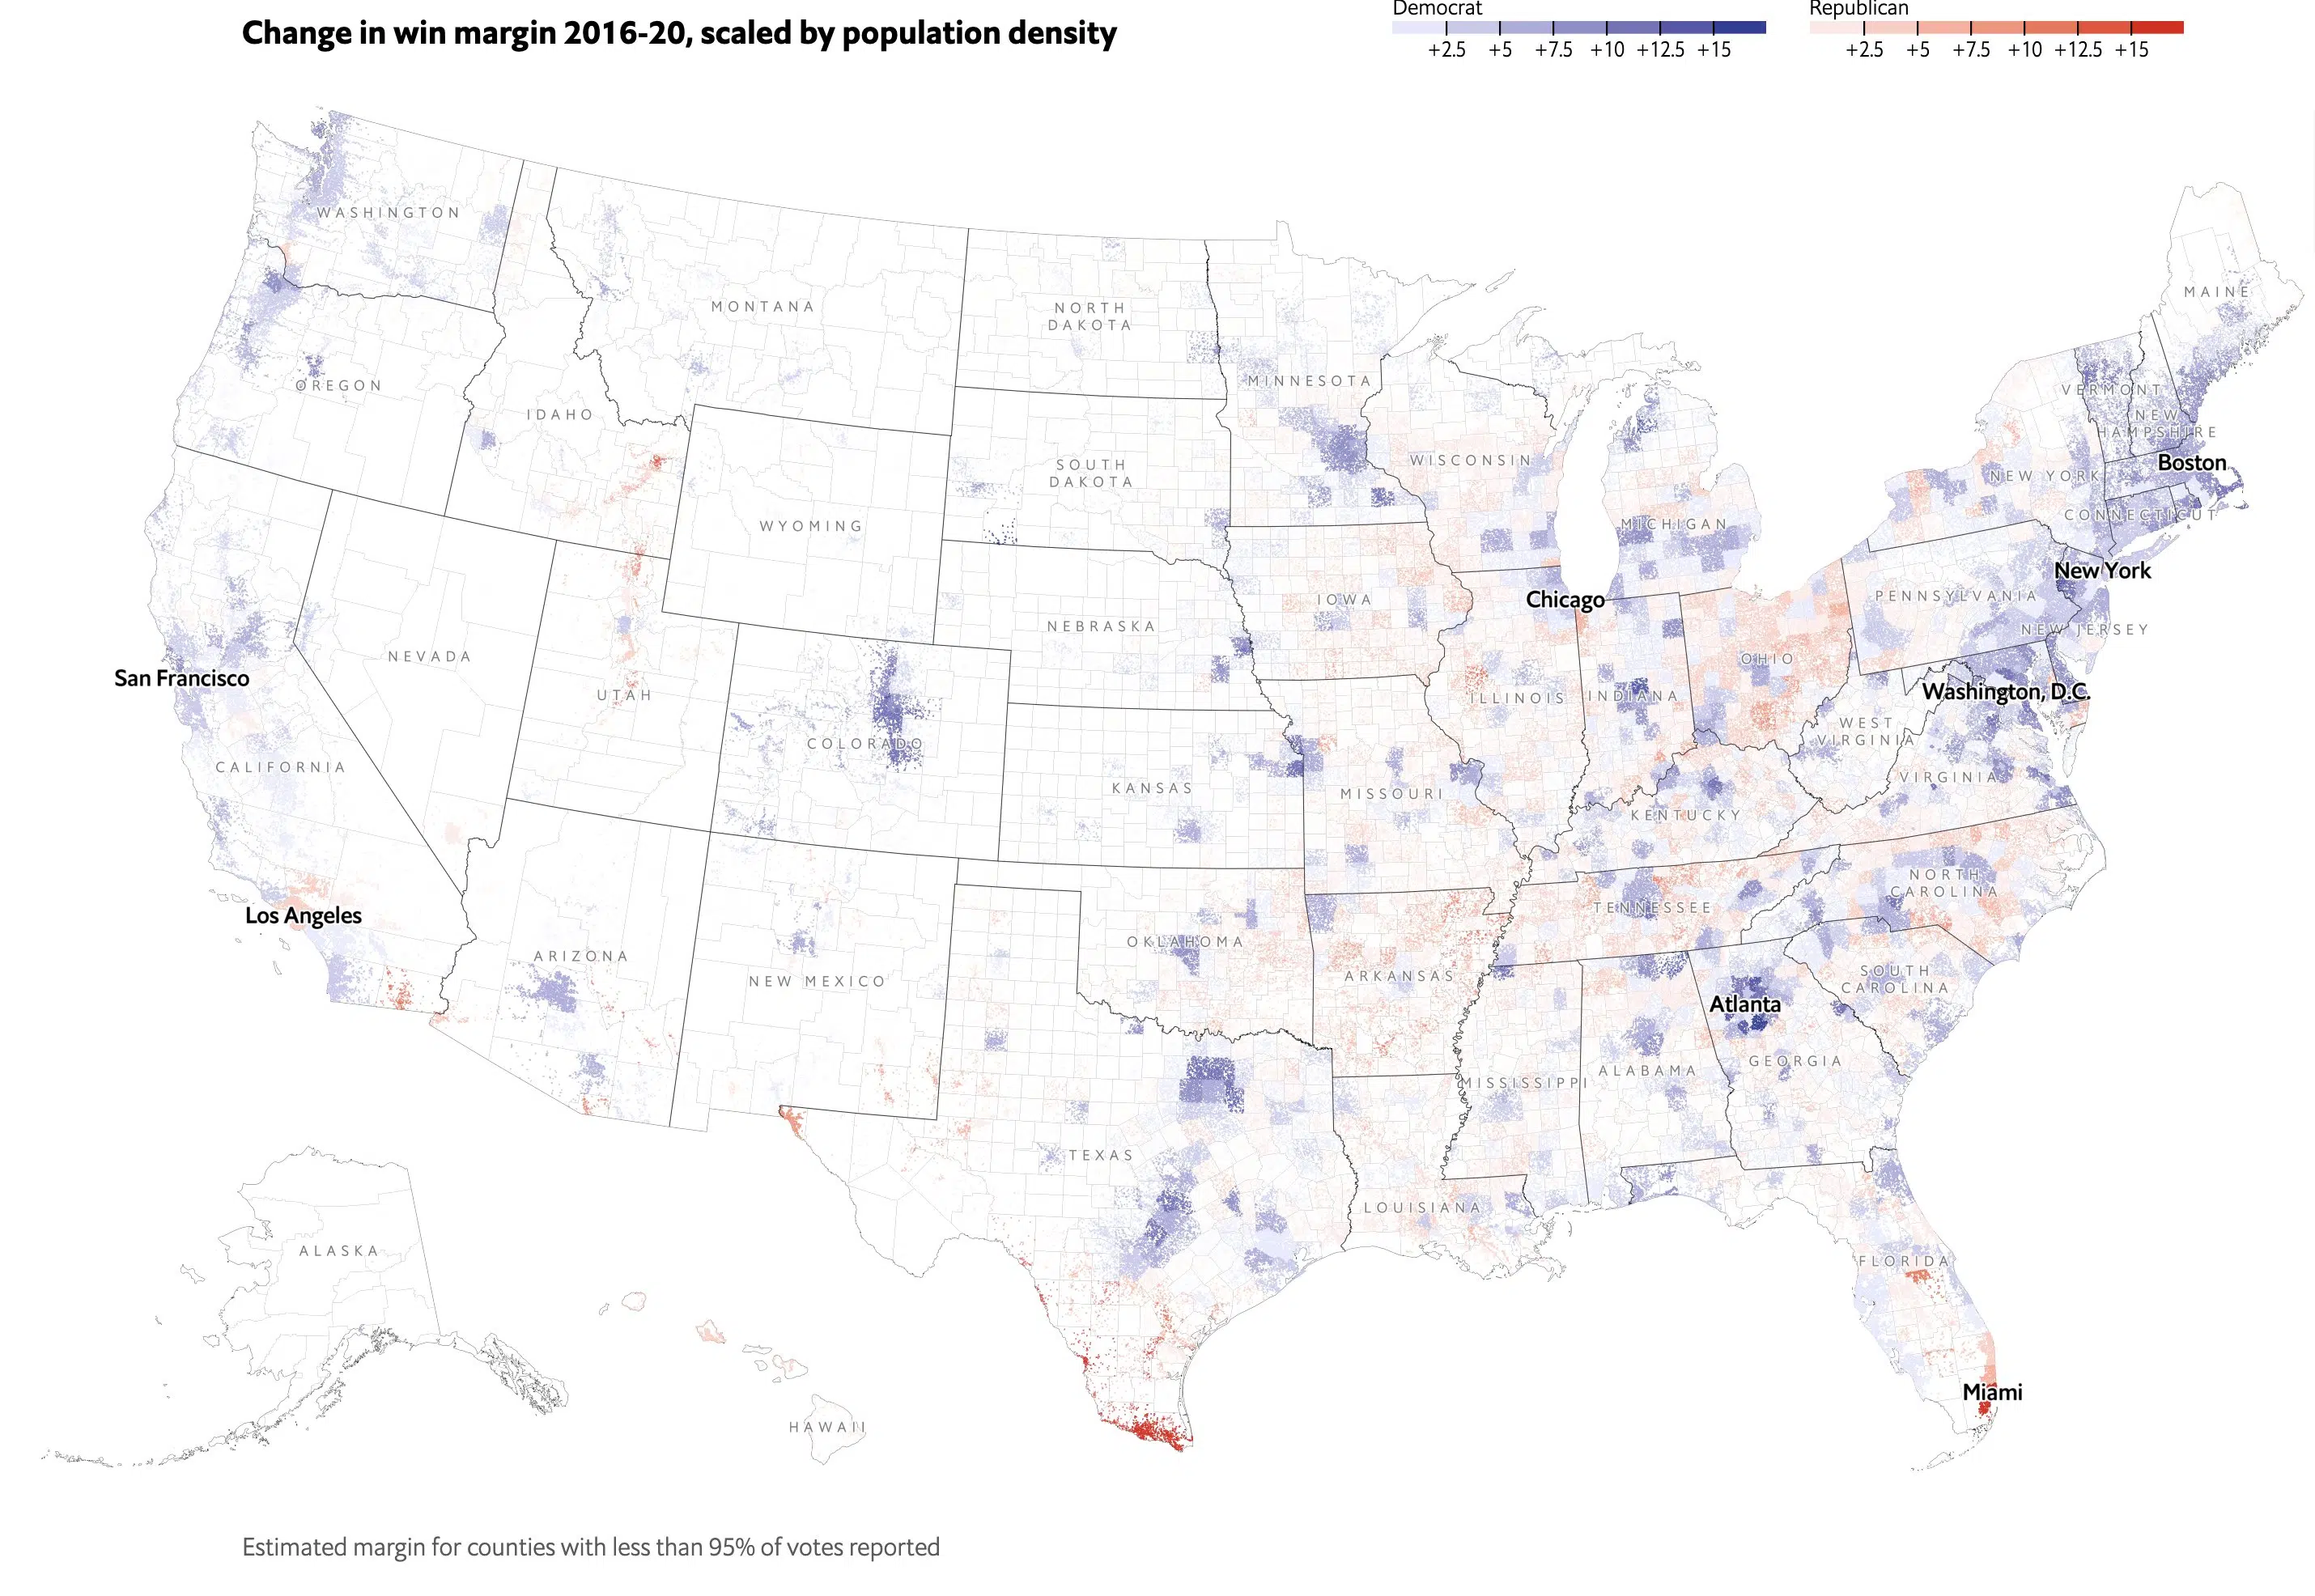 Change in win margin 2016-20, scaled by population density
Democrat
+2.5 +5 +7.5 +10 +12.5 +15
Republican
+2.5 +5 +7.5 +10 +12.5 +15
WASHINGTON
MONTANA
NORTH
DAKOTA
MINNESOTA
MAINE
VERMONT
NEW
HAMPSHIRE
OREGON
IDAHO
SOUTH
DAKOTA
WISCONSIN
Boston
NEW YORK
CONNECTICUT
WYOMING
MICHIGAN
New York
IOWA
Chicago
PENNSYLVANIA
NEW JERSEY
NEBRASKA
NEVADA
San Francisco
UTAH
OHIO
ILLINOIS
INDIANA
Washington, D.C.
WEST
VIRGINIA
COLORADO
CALIFORNIA
KANSAS
MISSOURI
VIRGINIA
KENTUCKY
Los Angeles
NORTH
CAROLINA
TENNESSEE
ARIZONA
OKLAHOMA
NEW MEXICO
ARKANSAS
SOUTH
CAROLINA
Atlanta
MISSISSIPPI
ALABAMA
GEORGIA
TEXAS
LOUISIANA
ALASKA
FLORIDA
Miami
HAWAII
Estimated margin for counties with less than 95% of votes reported